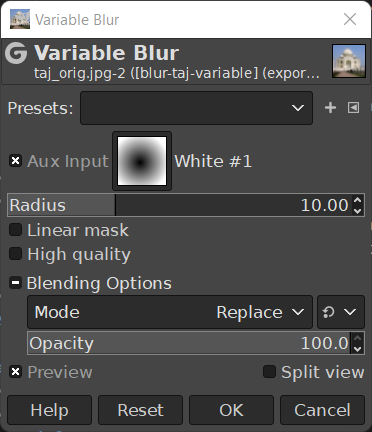 Variable Blur
Variable Blur
taj_orig.jpg-2 ([blur-taj-variable] (expor…
Presets:
Aux Input White #1
Radius 10.00
Linear mask
High quality
Blending Options
Mode Replace
Opacity 100.0
Preview Split view
Help Reset OK Cancel